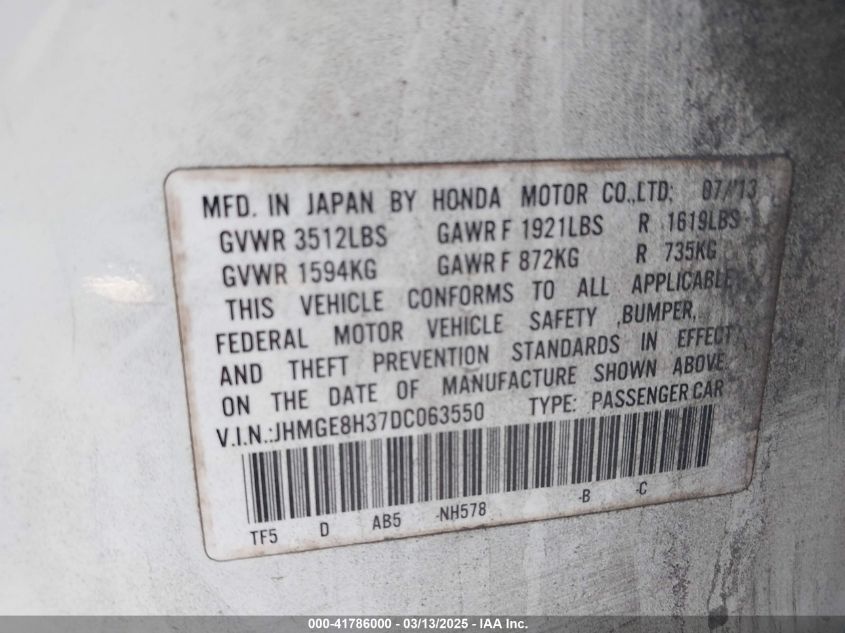 MFD. IN JAPAN BY HONDA MOTOR CO.,LTD; 07/13
GVWR 3512LBS GAWR F 1921LBS R 1619LBS
GVWR 1594KG GAWR F 872KG R 735KG
THIS VEHICLE CONFORMS TO ALL APPLICABLE
FEDERAL MOTOR VEHICLE SAFETY ,BUMPER,
AND THEFT PREVENTION STANDARDS IN EFFECT
ON THE DATE OF MANUFACTURE SHOWN ABOVE
V.I.N.:JHMGE8H37DC063550 TYPE: PASSENGER CAR
TF5 D AB5 -NH578 -B -C
000-41786000 - 03/13/2025 - IAA Inc.